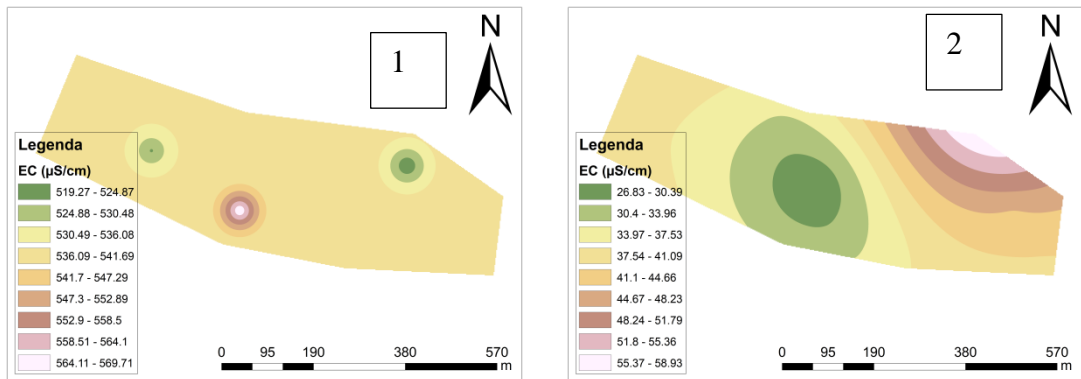 1
N
Legenda
EC (µS/cm)
519.27 - 524.87
524.88 - 530.48
530.49 - 536.08
536.09 - 541.69
541.7 - 547.29
547.3 - 552.89
552.9 - 558.5
558.51 - 564.1
564.11 - 569.71
0 95 190 380 570
m
2
N
Legenda
EC (µS/cm)
26.83 - 30.39
30.4 - 33.96
33.97 - 37.53
37.54 - 41.09
41.1 - 44.66
44.67 - 48.23
48.24 - 51.79
51.8 - 55.36
55.37 - 58.93
0 95 190 380 570
m